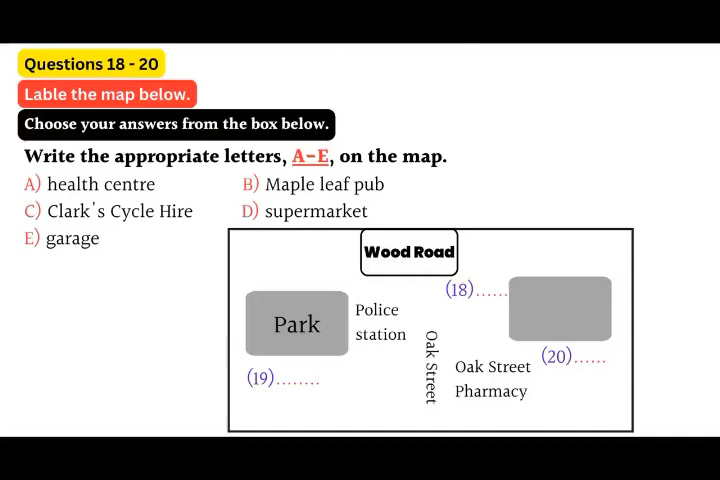 Questions 18 - 20
Lable the map below.
Choose your answers from the box below.
Write the appropriate letters, A-E, on the map.
A) health centre B) Maple leaf pub
C) Clark's Cycle Hire D) supermarket
E) garage
Wood Road
(18)......
Park
Police
station
Oak Street
(19)........
(20)......
Oak Street
Pharmacy